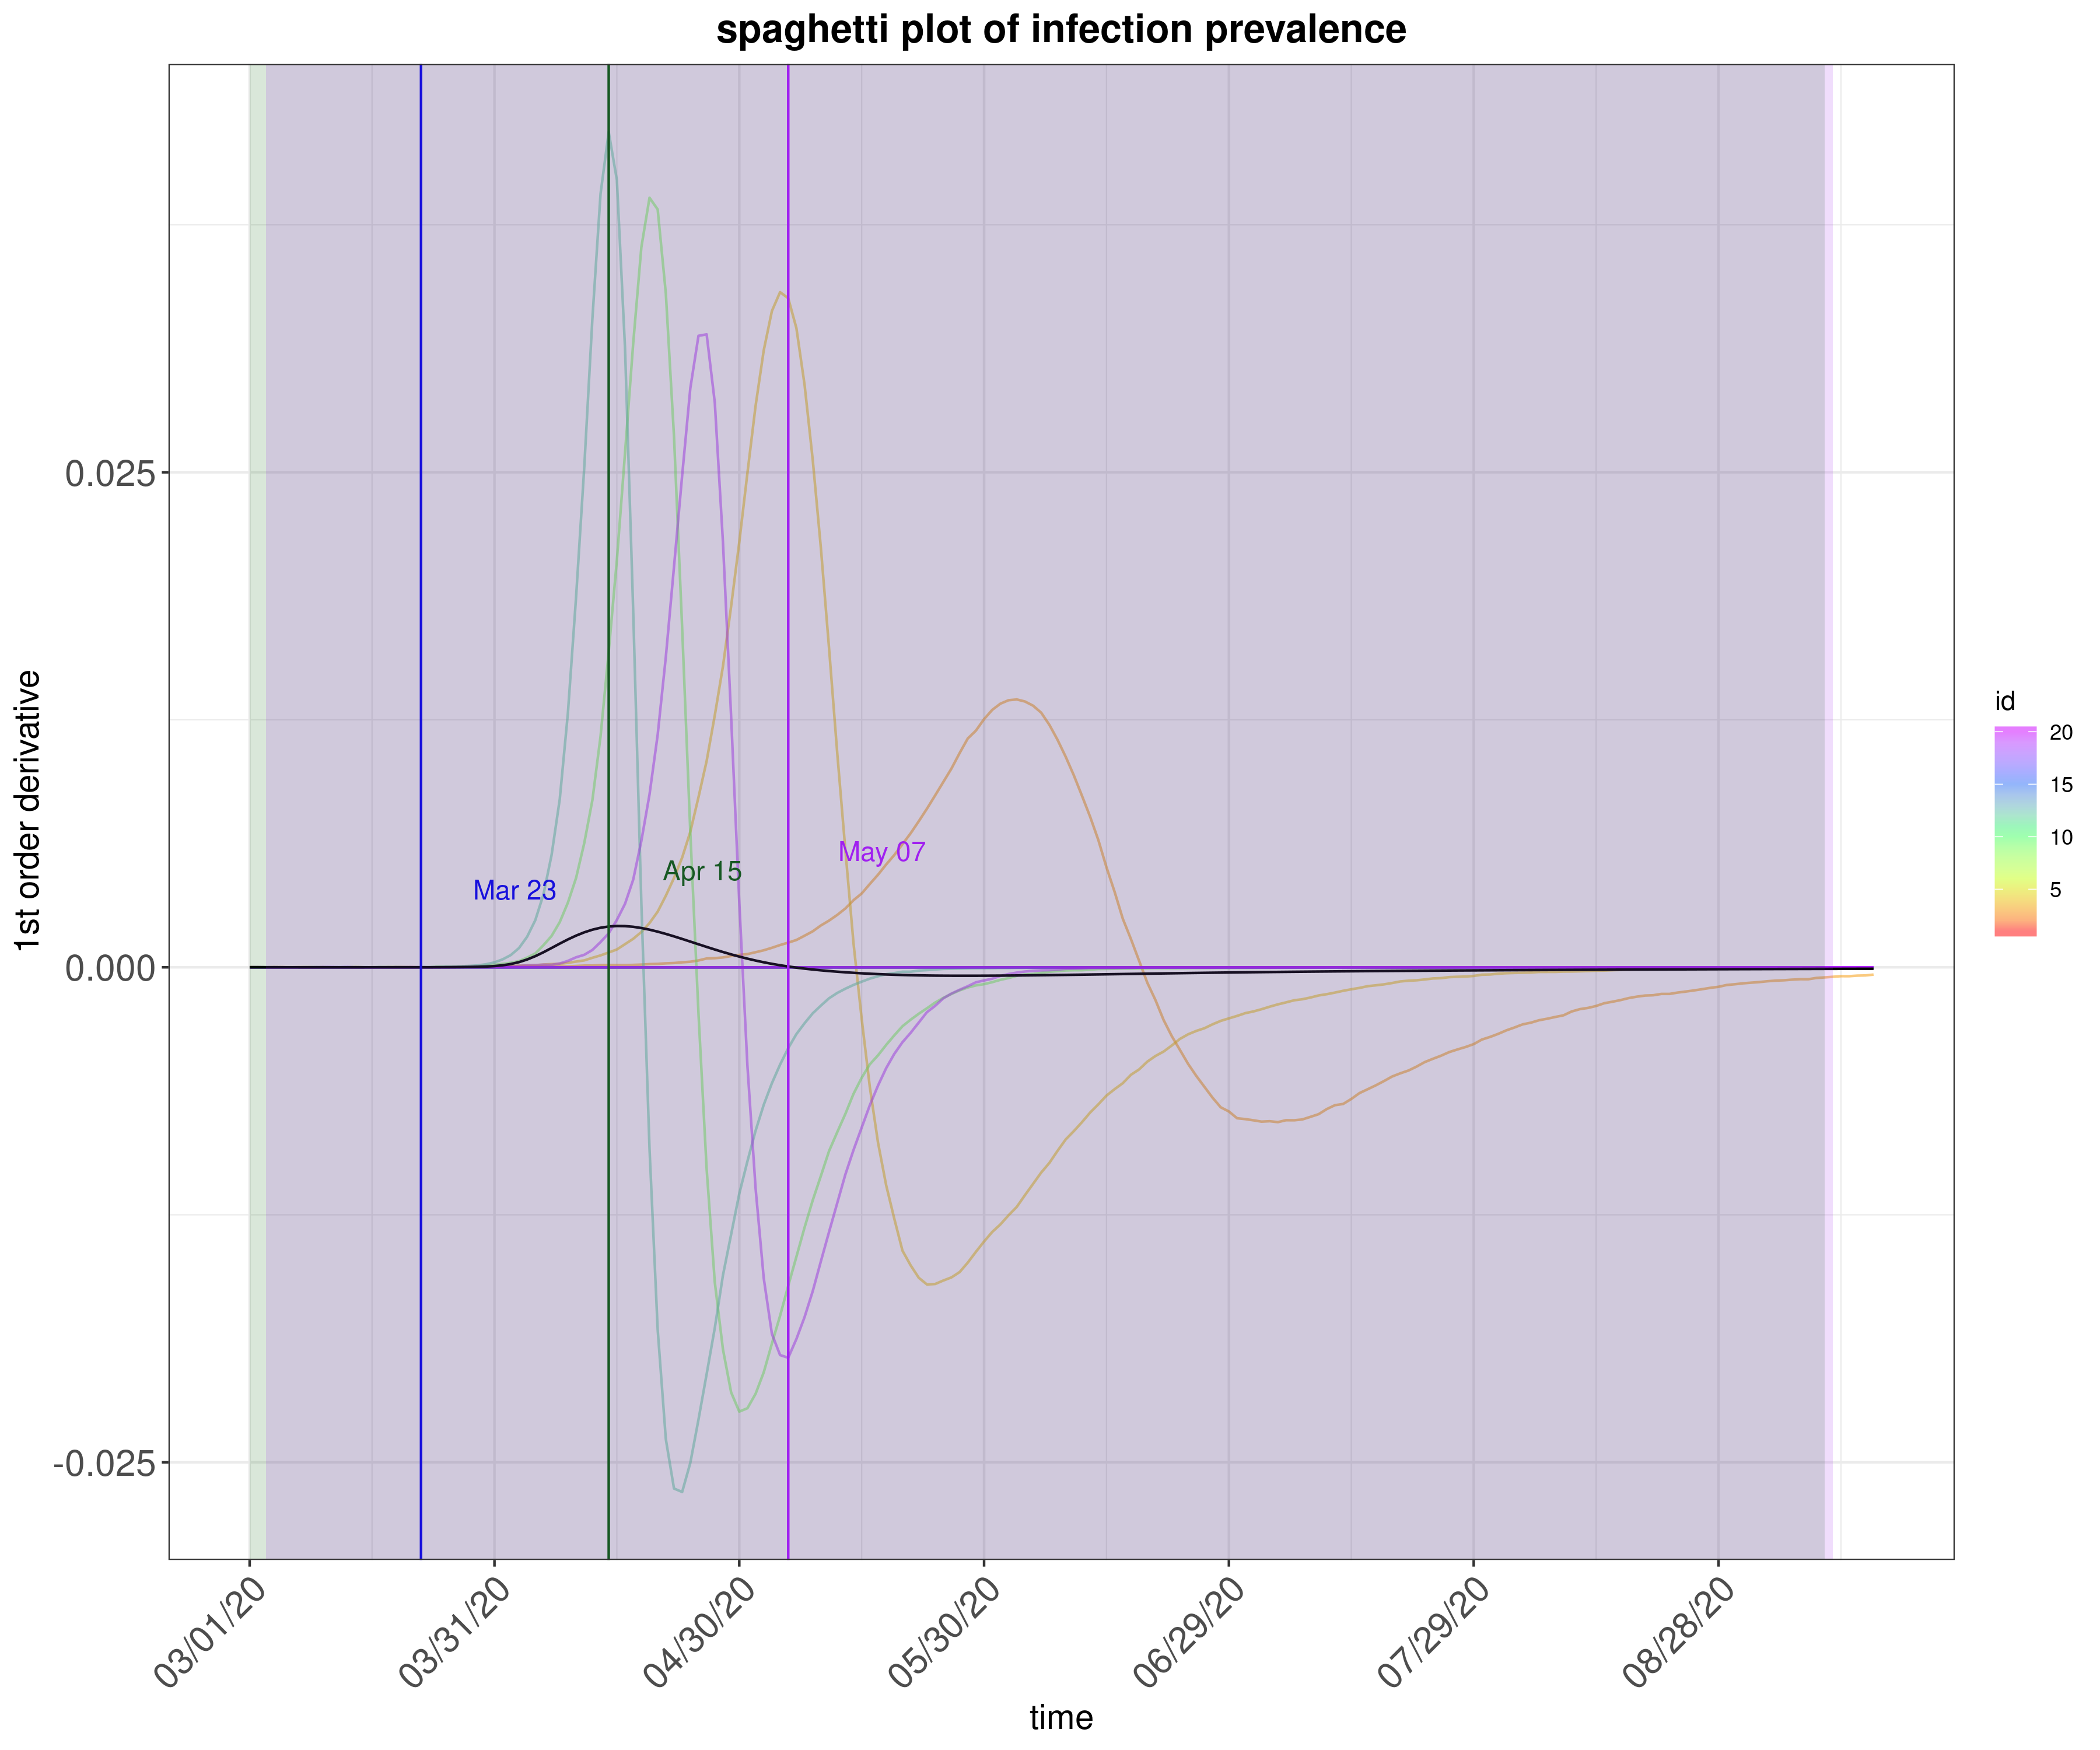 spaghetti plot of infection prevalence
1st order derivative
0.025
0.000
-0.025
Mar 23
Apr 15
May 07
03/01/20
03/31/20
04/30/20
05/30/20
06/29/20
07/29/20
08/28/20
time
id
20
15
10
5